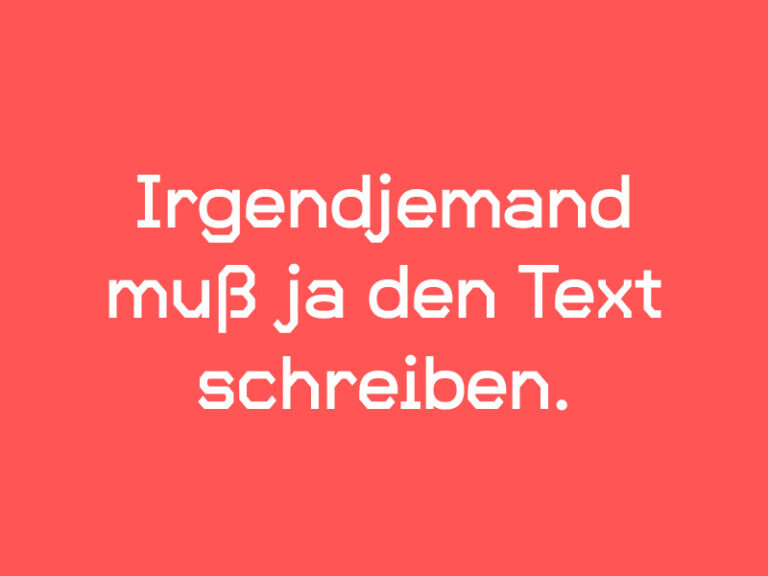 Irgendjemand
muß ja den Text
schreiben.